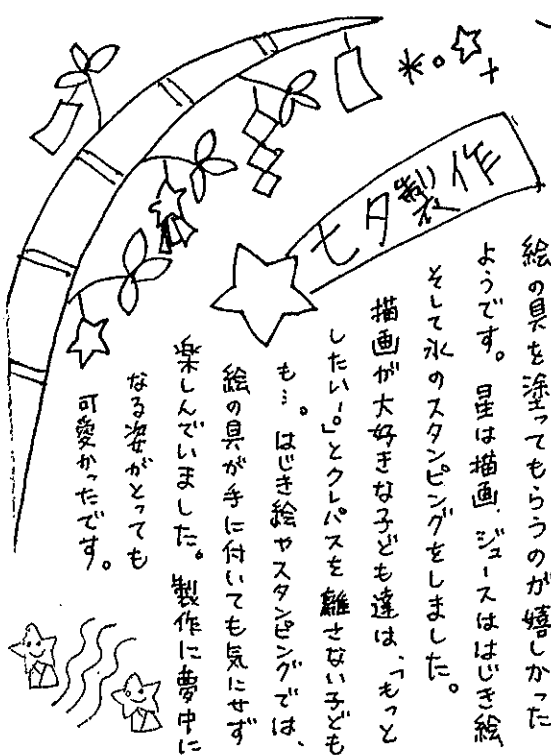 七夕製作
絵の具を塗ってもらうのが嬉しかった
ようです。星は描画、ジュースははじき絵
そして氷のスタンピングをしました。
描画が大好きな子ども達は、「もっと
したい！。」とクレパスを離さない子ども
も…。はじき絵やスタンピングでは、
絵の具が手に付いても気にせず
楽しんでいました。製作に夢中に
なる姿がとっても
可愛かったです。